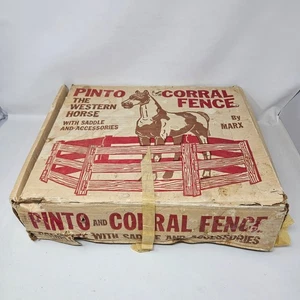 PINTO
THE
WESTERN
HORSE
WITH SADDLE
AND ACCESSORIES
CORRAL
FENCE
By
MARX
PINTO AND CORRAL FENCE
COMPLETE WITH SADDLE AND ACCESSORIES